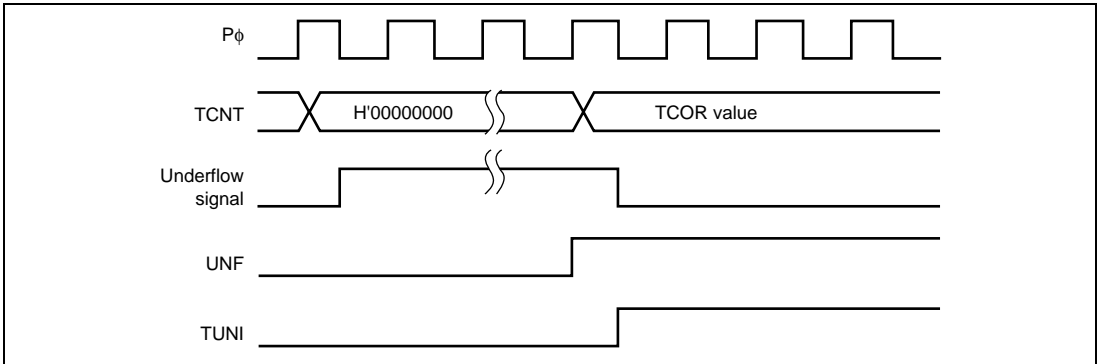 Pϕ
TCNT
H'00000000
TCOR value
Underflow
signal
UNF
TUNI